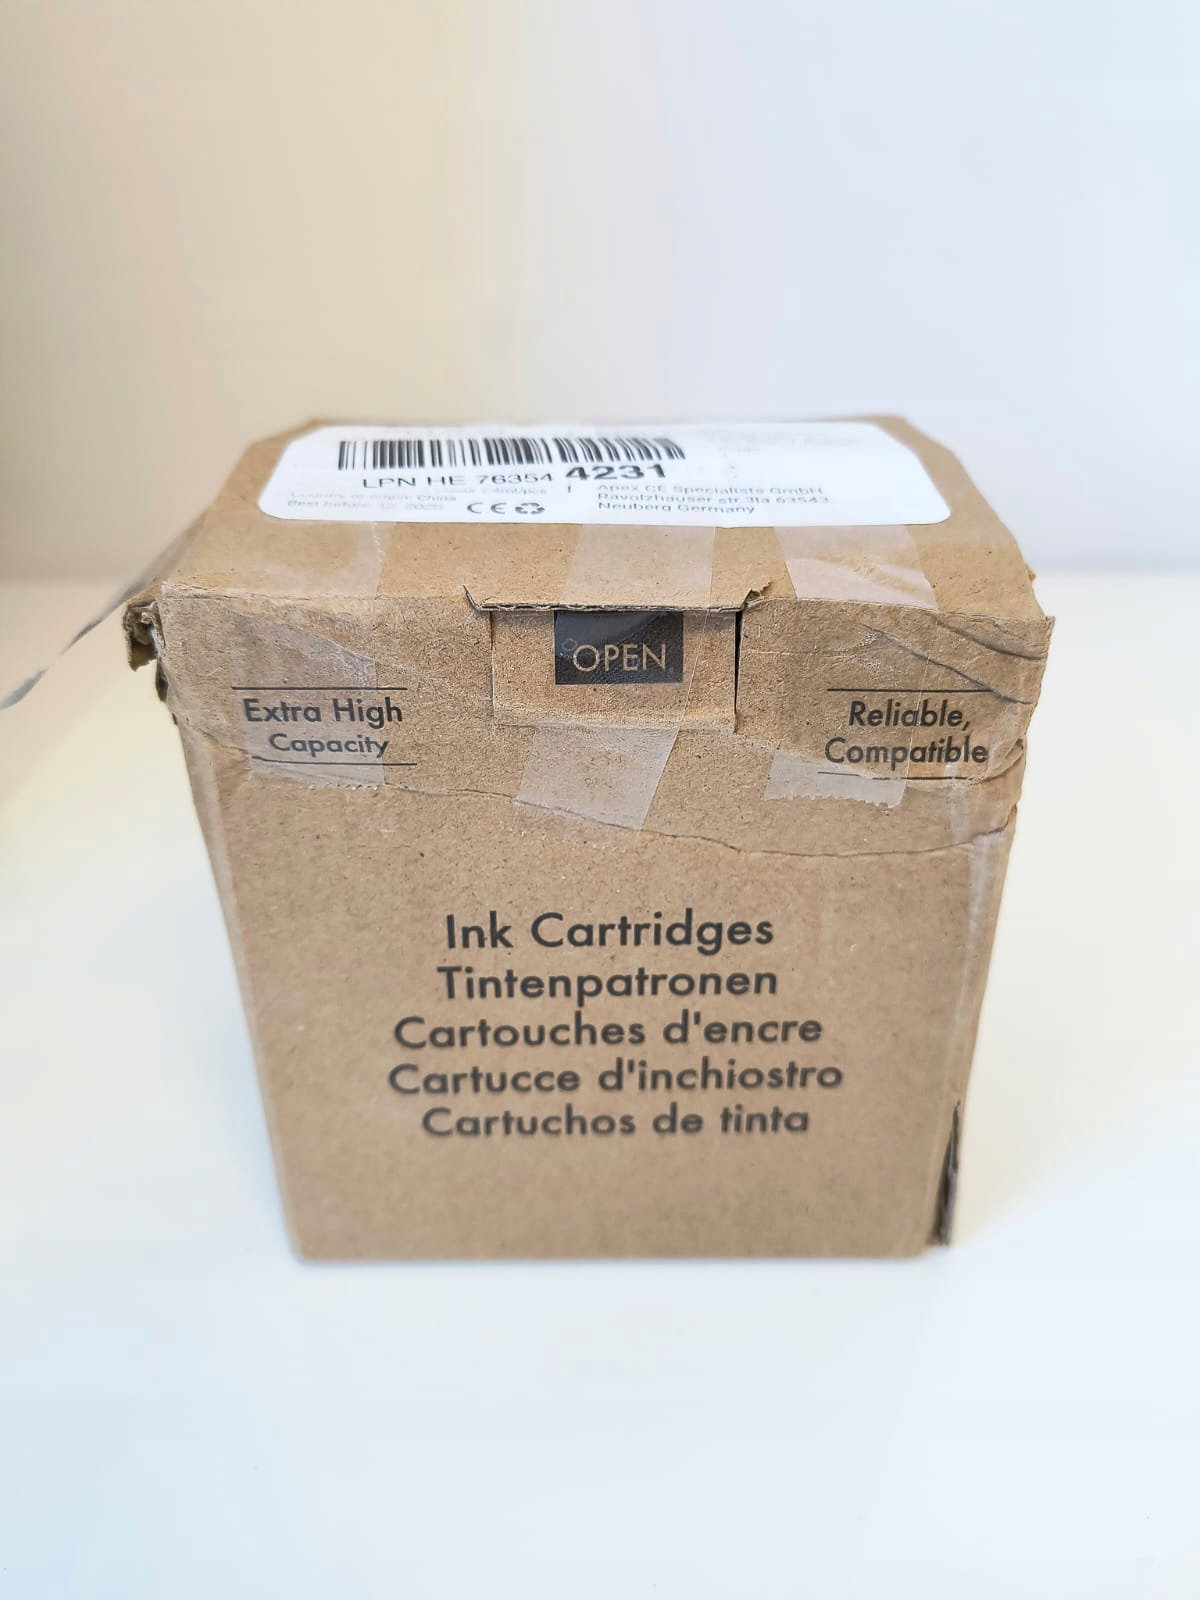 LPN HE 76354 4231
Country of origin: China
Best before: 12, 2025
Apex CE Specialists GmbH
Ravolzhauser str.31a 63543
Neuberg Germany
OPEN
Extra High
Capacity
Reliable,
Compatible
Ink Cartridges
Tintenpatronen
Cartouches d'encre
Cartucce d'inchiostro
Cartuchos de tinta